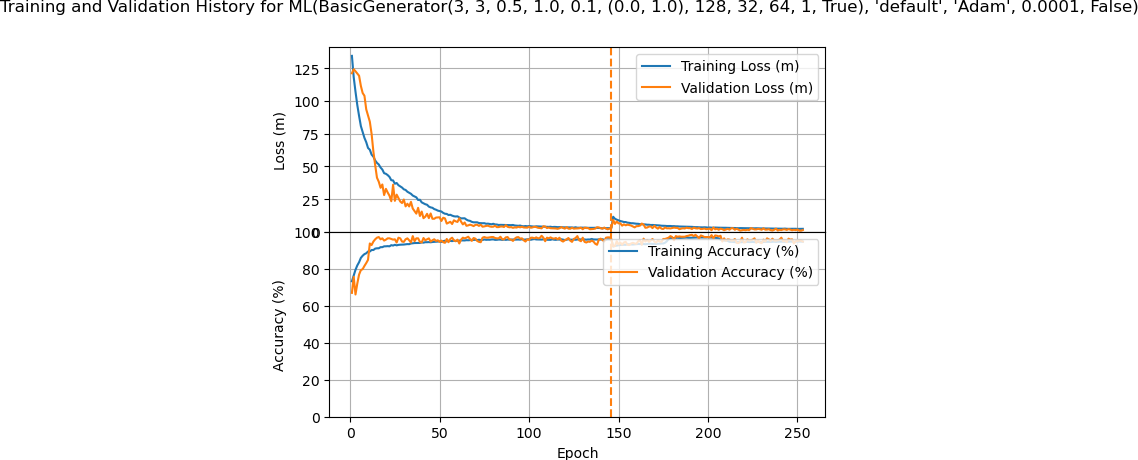 Training and Validation History for ML(BasicGenerator(3, 3, 0.5, 1.0, 0.1, (0.0, 1.0), 128, 32, 64, 1, True), 'default', 'Adam', 0.0001, False)
Training Loss (m)
Validation Loss (m)
125
100
75
50
25
0
Loss (m)
Training Accuracy (%)
Validation Accuracy (%)
100
80
60
40
20
0
Accuracy (%)
0 50 100 150 200 250
Epoch